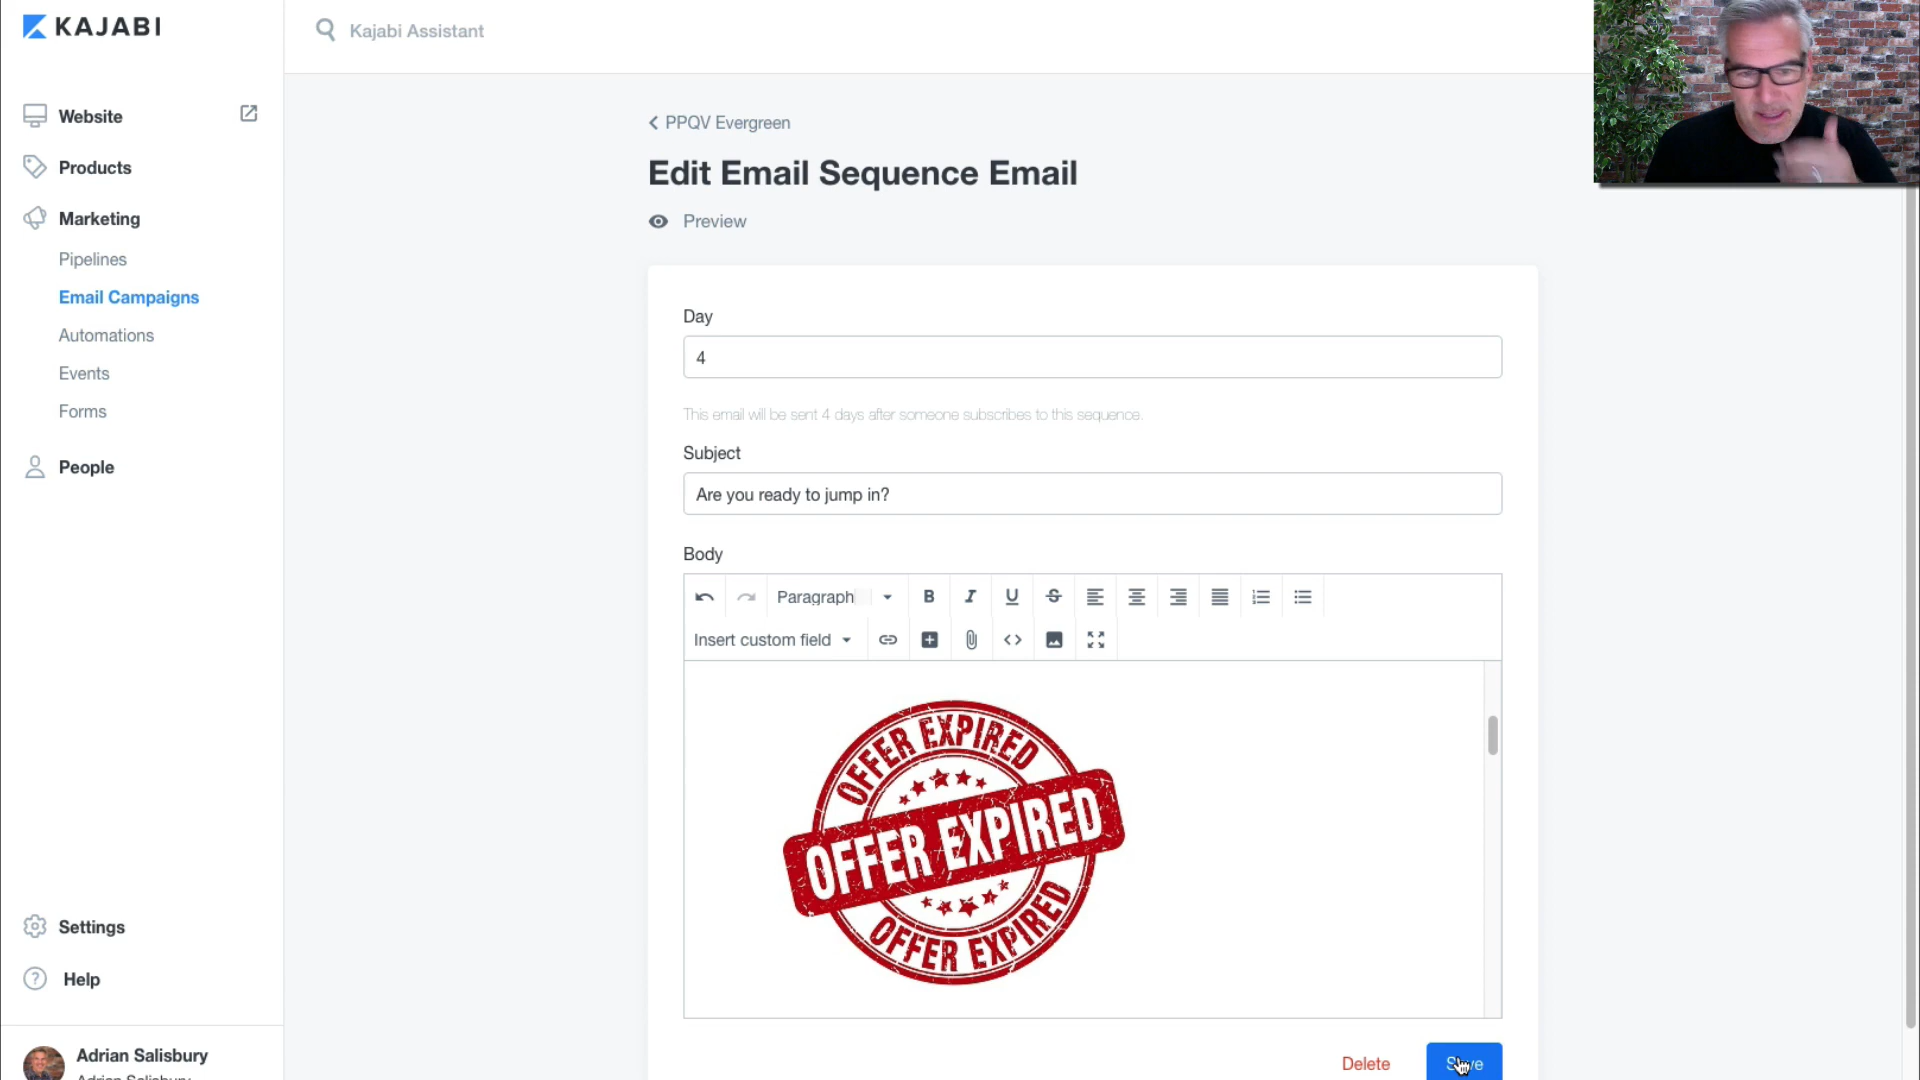 KAJABI
Kajabi Assistant
Website
Products
Marketing
Pipelines
Email Campaigns
Automations
Events
Forms
People
Settings
Help
Adrian Salisbury
Adrian Salisbury
PPQV Evergreen
Edit Email Sequence Email
Preview
Day
4
This email will be sent 4 days after someone subscribes to this sequence.
Subject
Are you ready to jump in?
Body
Paragraph
Insert custom field
OFFER EXPIRED
OFFER EXPIRED
OFFER EXPIRED
Delete
Save